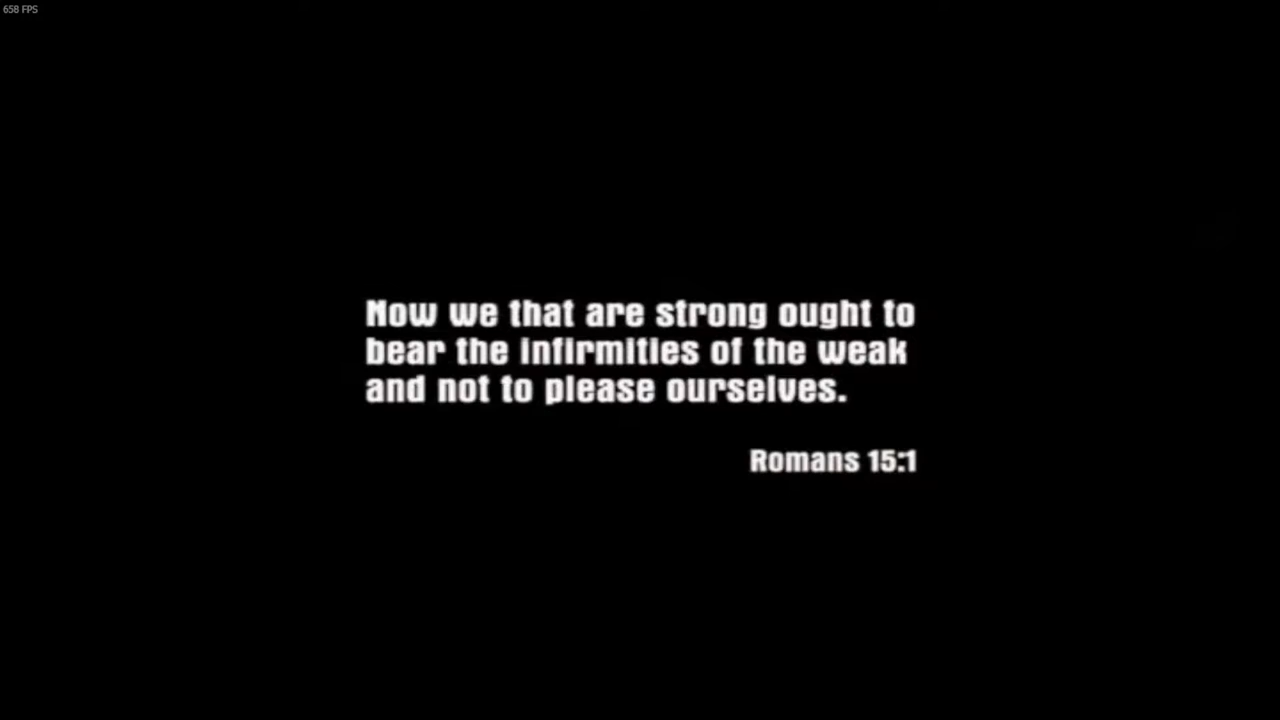 658 FPS
Now we that are strong ought to
bear the infirmities of the weak
and not to please ourselves.
Romans 15:1